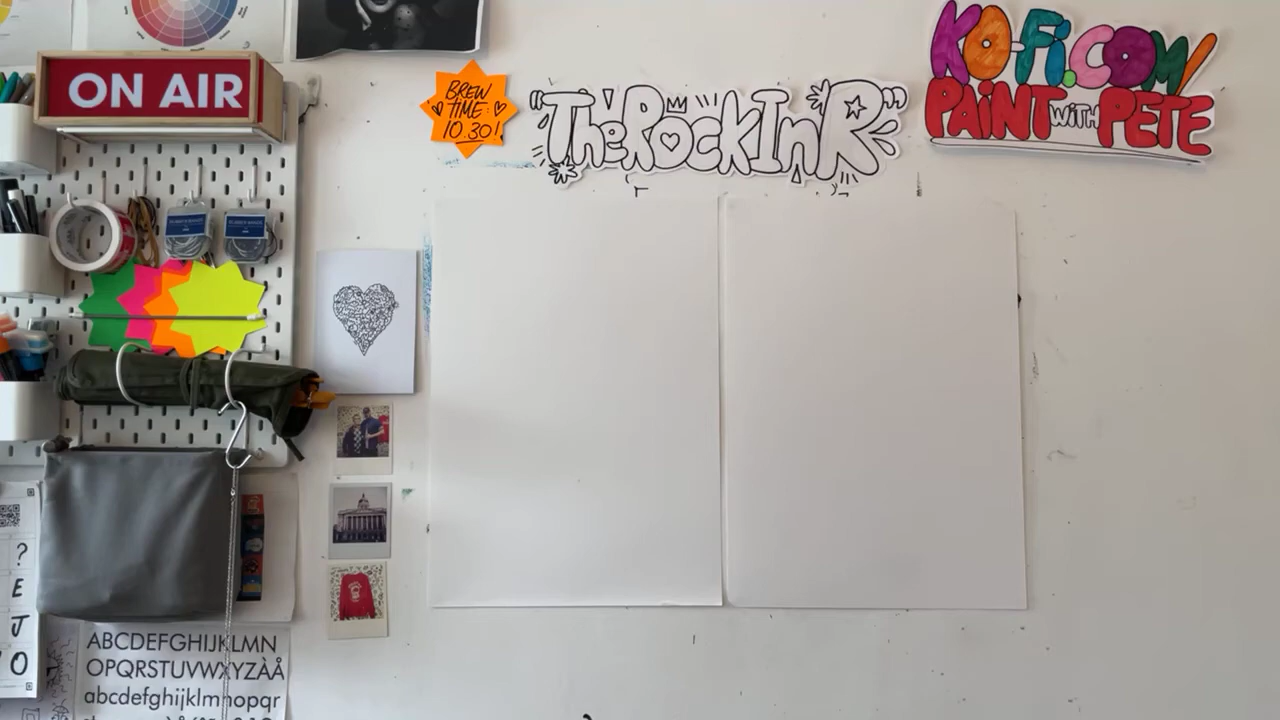 ON AIR
BREW
TIME:
10.30!
"TheRockInR"
KO-Fi.COM/
PAINT WITH PETE
?
E
J
O
ABCDEFGHIJKLMN
OPQRSTUVWXYZÀÅ
abcdefghijklmnopqr